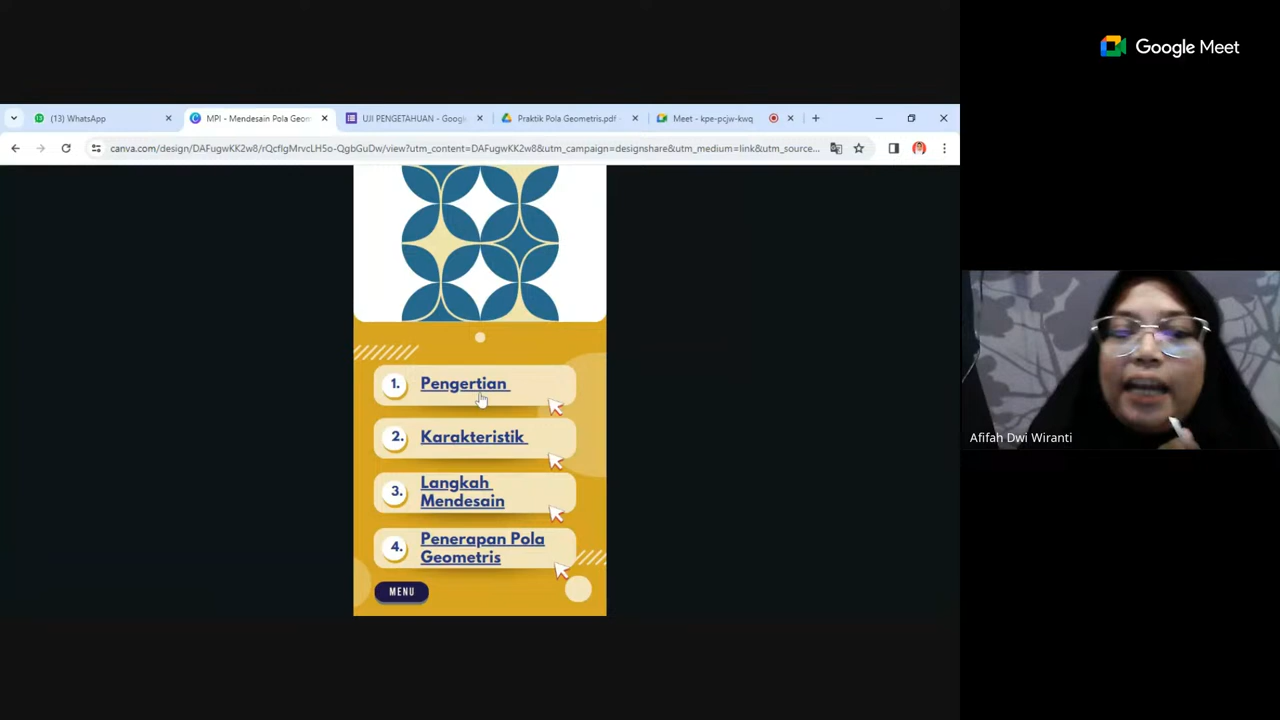 Google Meet
(13) WhatsApp
MPI - Mendesain Pola Geom
UJI PENGETAHUAN - Googl
Praktik Pola Geometris.pdf -
Meet - kpe-pcjw-kwq
canva.com/design/DAFugwKK2w8/rQcflgMrvcLH5o-QgbGuDw/view?utm_content=DAFugwKK2w8&utm_campaign=designshare&utm_medium=link&utm_source...
1. Pengertian
2. Karakteristik
3. Langkah
Mendesain
4. Penerapan Pola
Geometris
MENU
Afifah Dwi Wiranti